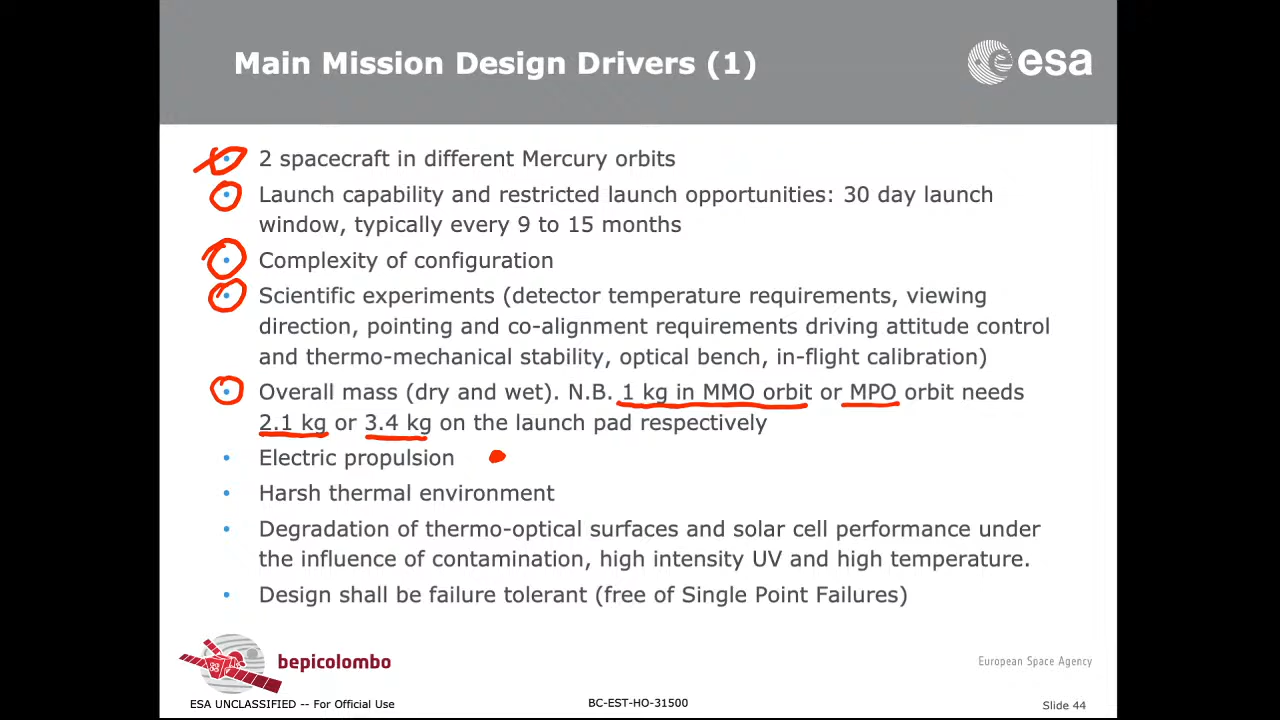 Main Mission Design Drivers (1)
esa
• 2 spacecraft in different Mercury orbits
• Launch capability and restricted launch opportunities: 30 day launch
window, typically every 9 to 15 months
• Complexity of configuration
• Scientific experiments (detector temperature requirements, viewing
direction, pointing and co-alignment requirements driving attitude control
and thermo-mechanical stability, optical bench, in-flight calibration)
• Overall mass (dry and wet). N.B. 1 kg in MMO orbit or MPO orbit needs
2.1 kg or 3.4 kg on the launch pad respectively
• Electric propulsion
• Harsh thermal environment
• Degradation of thermo-optical surfaces and solar cell performance under
the influence of contamination, high intensity UV and high temperature.
• Design shall be failure tolerant (free of Single Point Failures)
bepicolombo
European Space Agency
ESA UNCLASSIFIED -- For Official Use
BC-EST-HO-31500
Slide 44